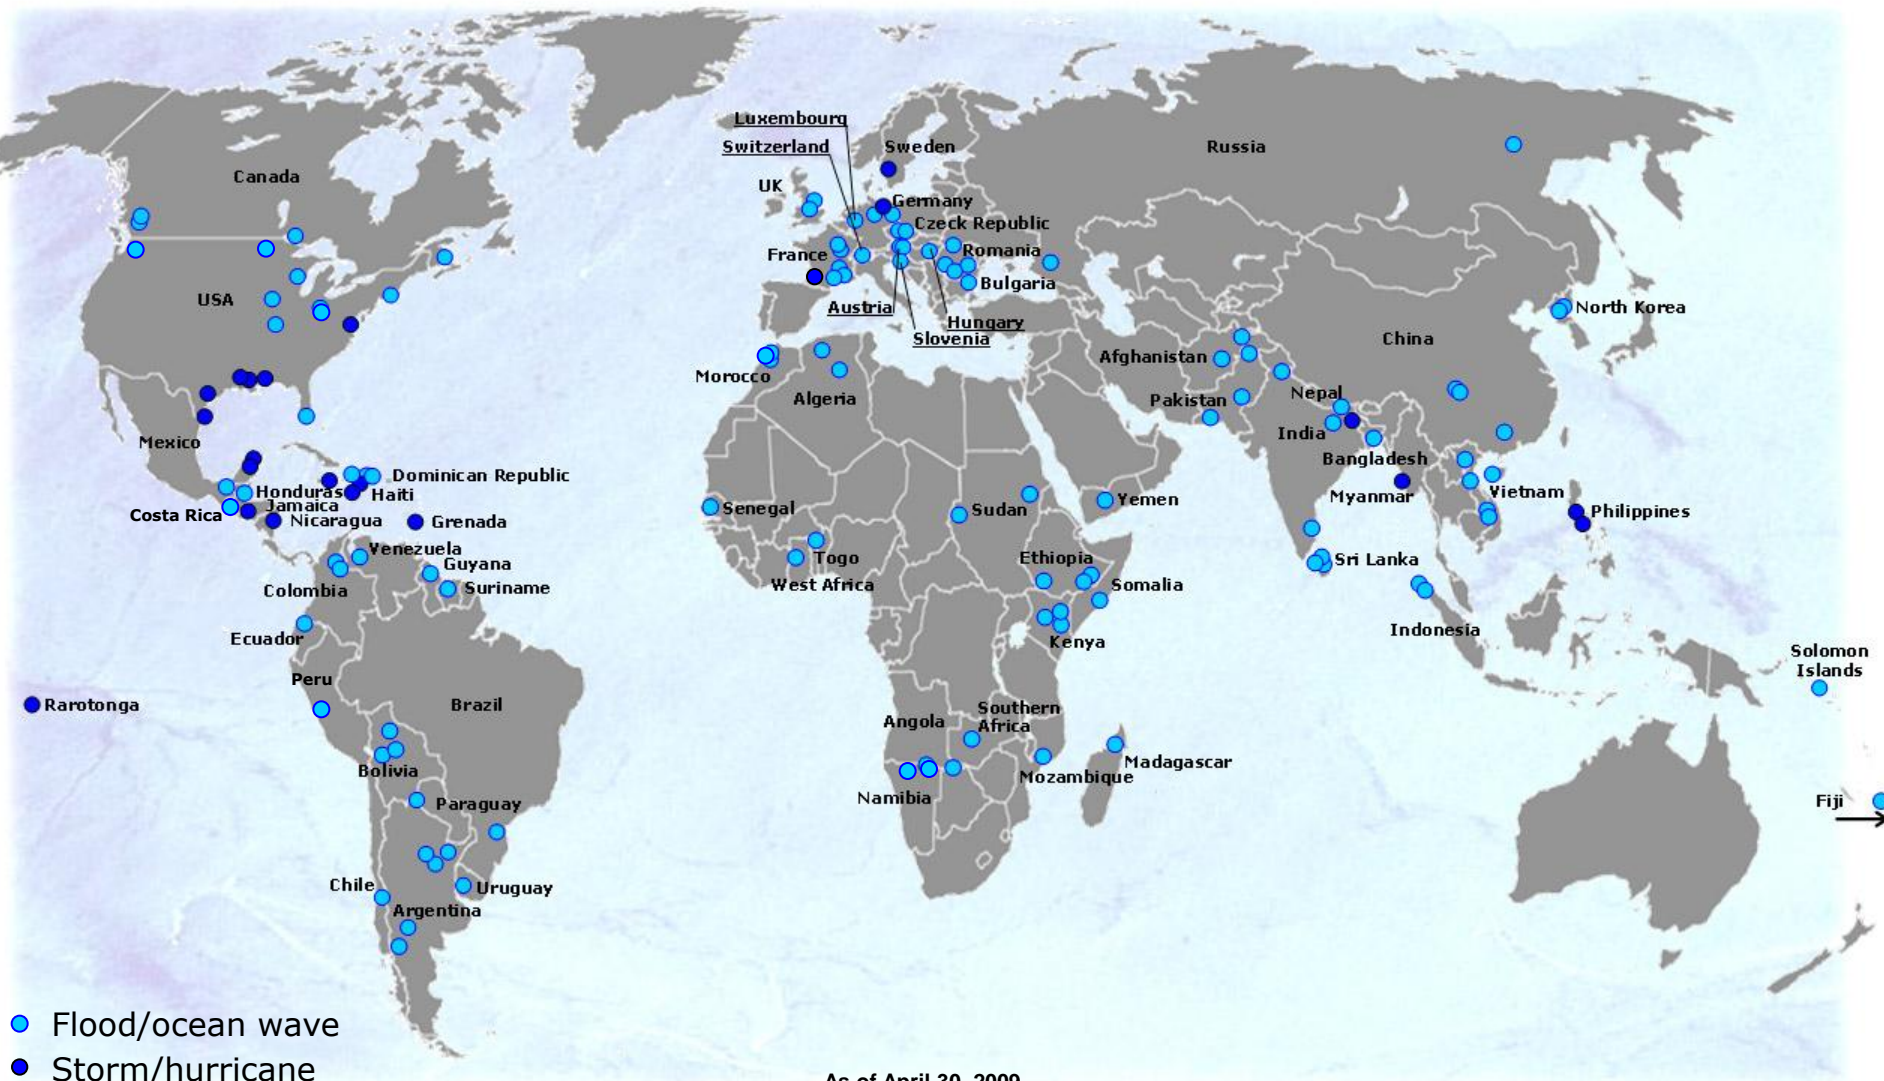 Luxembourg
Switzerland
Sweden
Russia
Canada
UK
Germany
Czeck Republic
France
Romania
USA
Bulgaria
Austria
Hungary
Slovenia
North Korea
China
Afghanistan
Morocco
Algeria
Pakistan
Nepal
Mexico
India
Bangladesh
Dominican Republic
Honduras
Haiti
Myanmar
Vietnam
Jamaica
Costa Rica
Nicaragua
Grenada
Senegal
Sudan
Yemen
Philippines
Venezuela
Togo
Ethiopia
Sri Lanka
Guyana
Colombia
Suriname
West Africa
Somalia
Ecuador
Kenya
Indonesia
Solomon
Islands
Peru
Rarotonga
Brazil
Angola
Southern
Africa
Bolivia
Mozambique
Madagascar
Namibia
Paraguay
Fiji
Chile
Uruguay
Argentina
Flood/ocean wave
Storm/hurricane
As of April 30, 2009